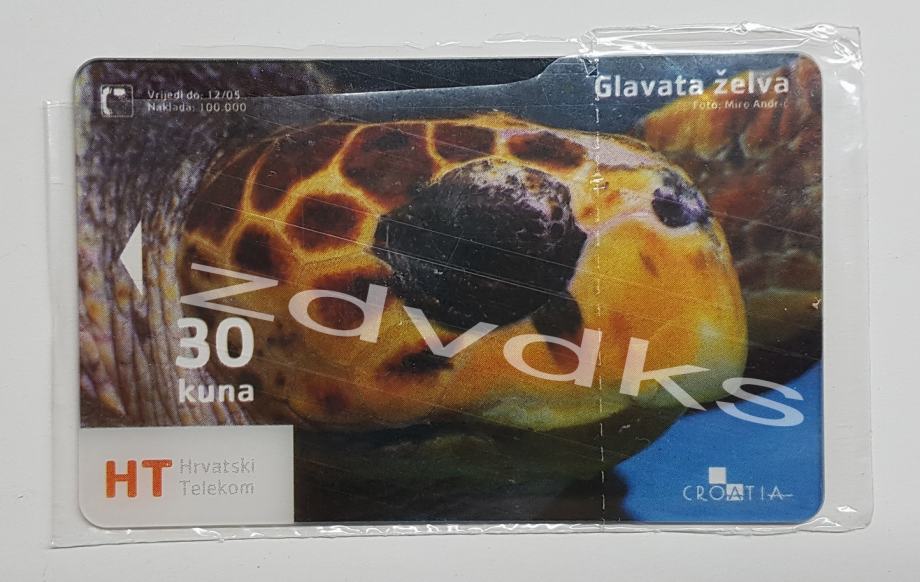 Vrijedi do: 12/05
Naklada: 100.000
Glavata želva
Foto: Miro Andrić
zdvdks
30
kuna
HT Hrvatski
Telekom
CROATIA